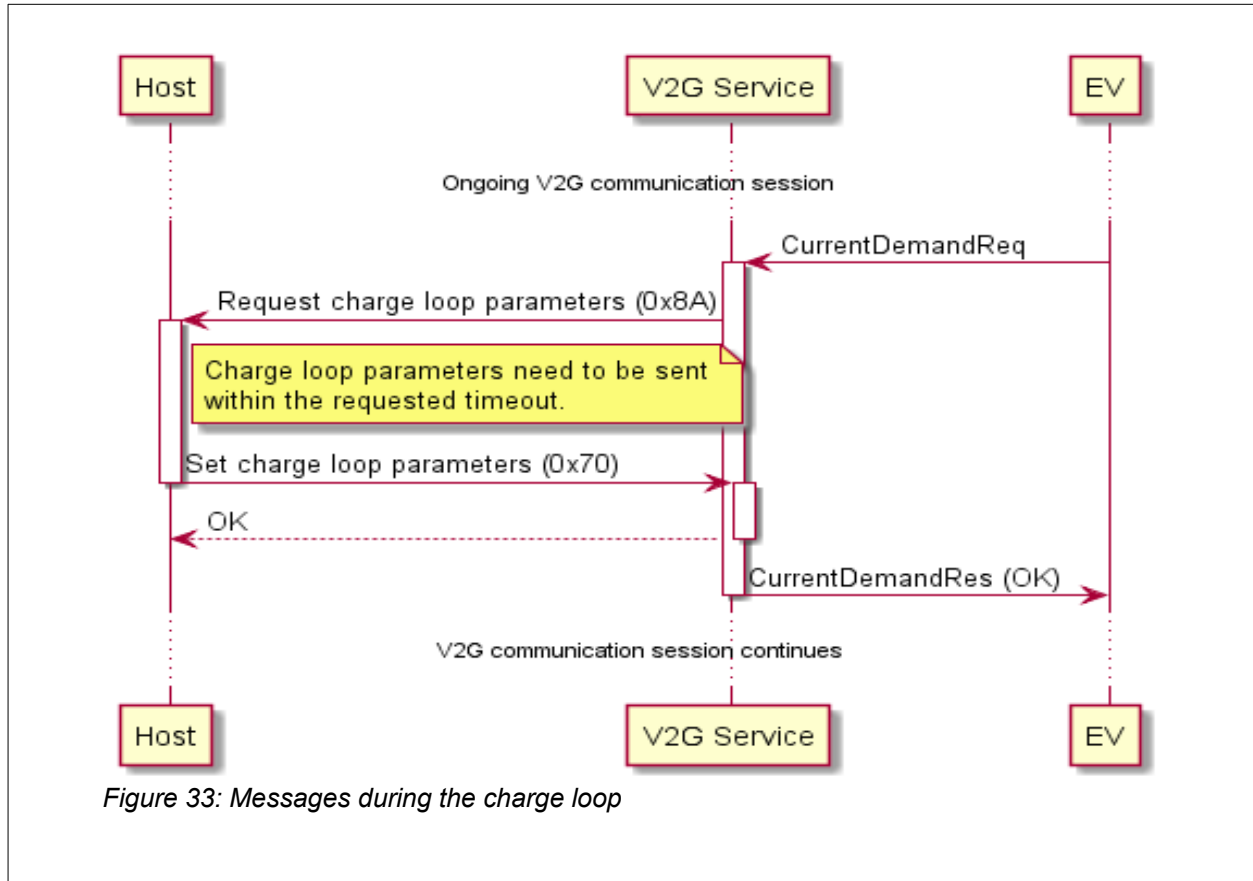 Host
V2G Service
EV
Ongoing V2G communication session
CurrentDemandReq
Request charge loop parameters (0x8A)
Charge loop parameters need to be sent
within the requested timeout.
Set charge loop parameters (0x70)
OK
CurrentDemandRes (OK)
V2G communication session continues
Host
V2G Service
EV
Figure 33: Messages during the charge loop